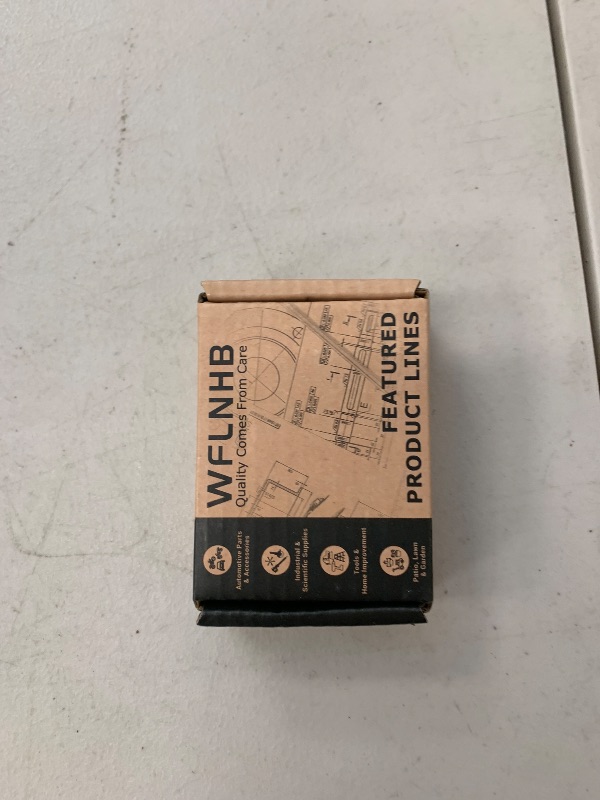 WFLNHB
Quality Comes From Care
FEATURED
PRODUCT LINES
Automotive Parts
& Accessories
Industrial &
Scientific Supplies
Tools &
Home Improvement
Patio, Lawn
& Garden